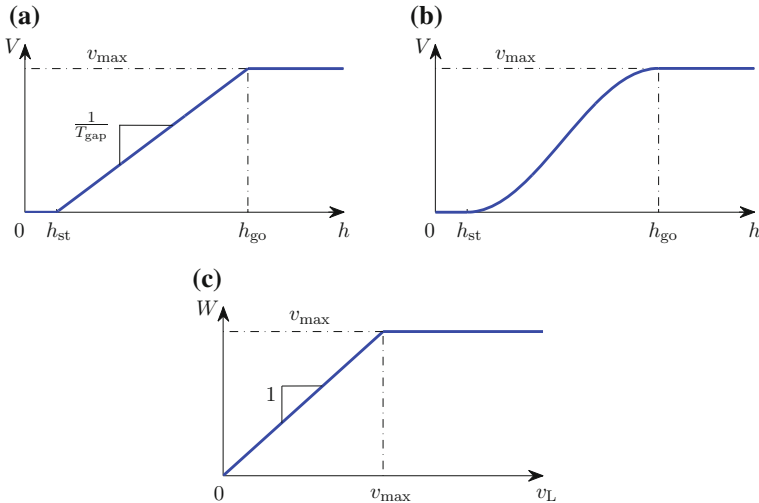 (a)
(b)
V
v_max
1/T_gap
0
h_st
h_go
h
V
v_max
0
h_st
h_go
h
(c)
W
v_max
1
0
v_max
v_L